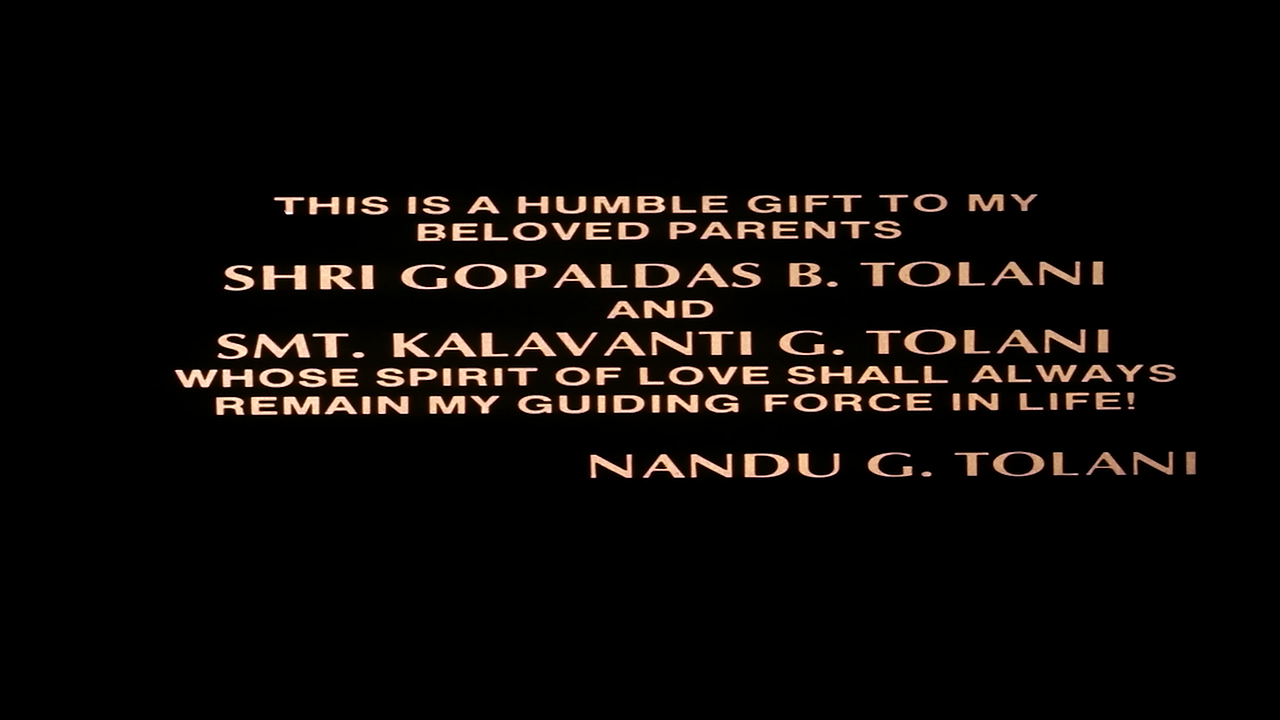 THIS IS A HUMBLE GIFT TO MY
BELOVED PARENTS
SHRI GOPALDAS B. TOLANI
AND
SMT. KALAVANTI G. TOLANI
WHOSE SPIRIT OF LOVE SHALL ALWAYS
REMAIN MY GUIDING FORCE IN LIFE!
NANDU G. TOLANI